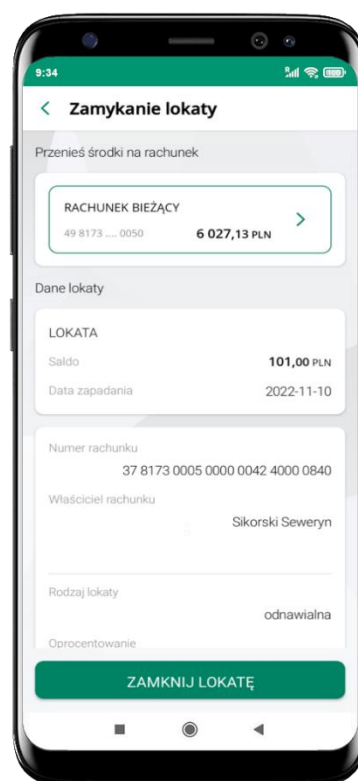 9:34
Zamykanie lokaty
Przenieś środki na rachunek
RACHUNEK BIEŻĄCY
49 8173 .... 0050 6 027,13 PLN
Dane lokaty
LOKATA
Saldo 101,00 PLN
Data zapadania 2022-11-10
Numer rachunku
37 8173 0005 0000 0042 4000 0840
Właściciel rachunku
Sikorski Seweryn
Rodzaj lokaty
odnawialna
Oprocentowanie
ZAMKNIJ LOKATĘ